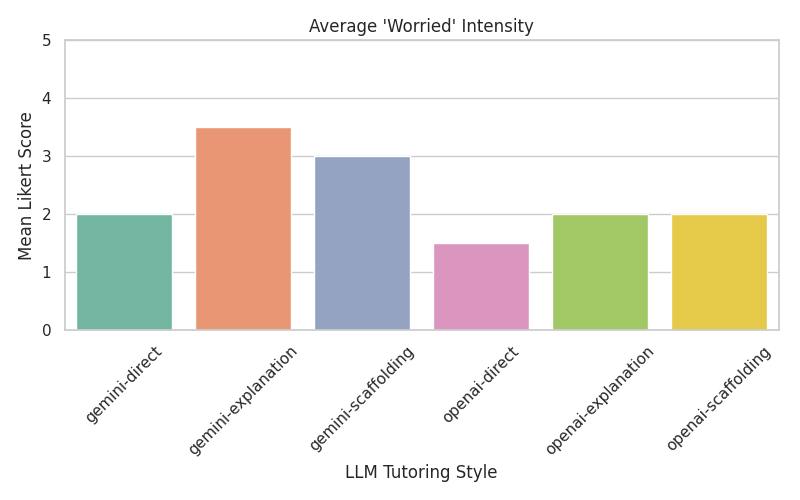 Average 'Worried' Intensity
Mean Likert Score
5
4
3
2
1
0
gemini-direct
gemini-explanation
gemini-scaffolding
openai-direct
openai-explanation
openai-scaffolding
LLM Tutoring Style